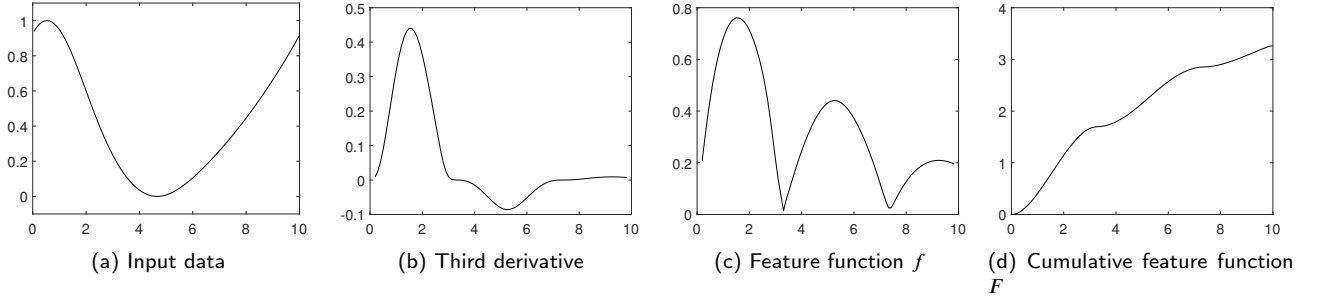 1
0.8
0.6
0.4
0.2
0
0 2 4 6 8 10
(a) Input data
0.5
0.4
0.3
0.2
0.1
0
-0.1
0 2 4 6 8 10
(b) Third derivative
0.8
0.6
0.4
0.2
0
0 2 4 6 8 10
(c) Feature function f
4
3
2
1
0
0 2 4 6 8 10
(d) Cumulative feature function
F